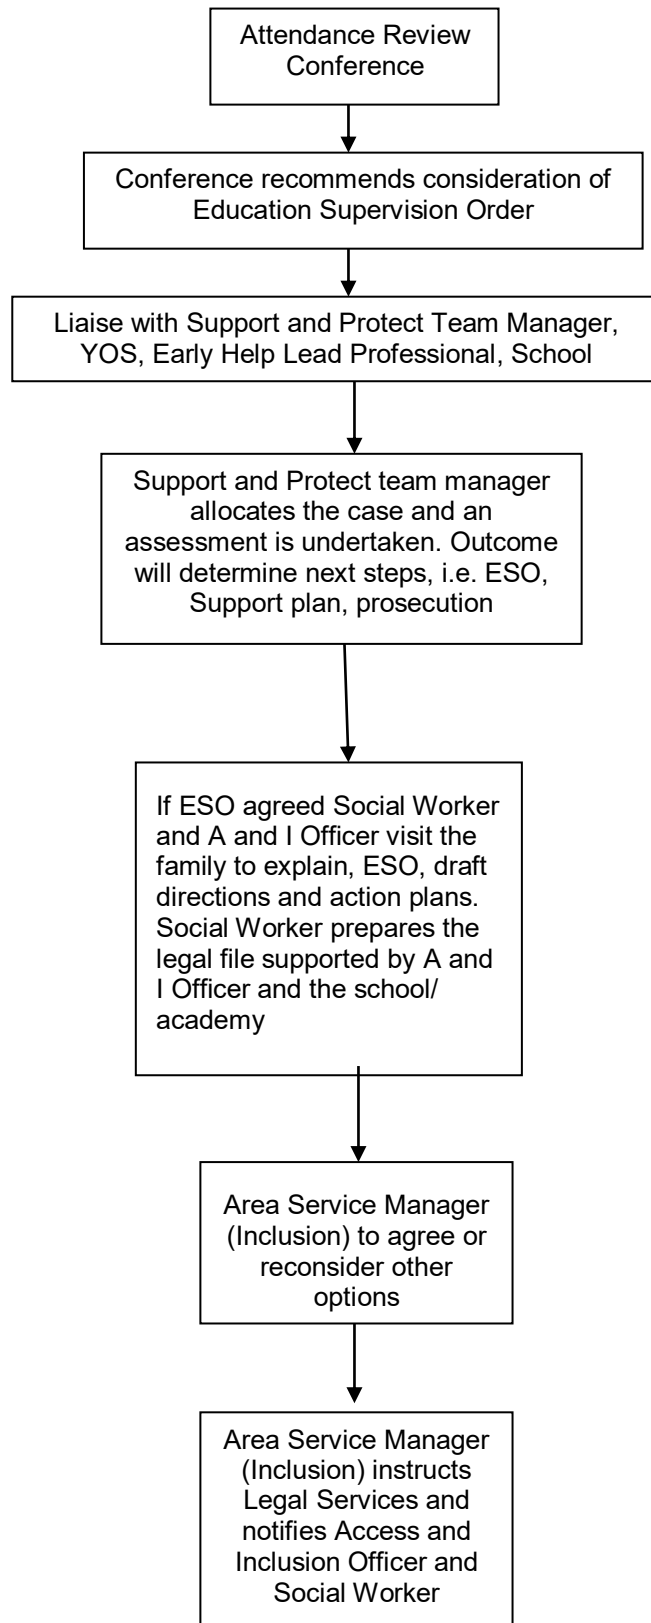 Attendance Review
Conference
Conference recommends consideration of
Education Supervision Order
Liaise with Support and Protect Team Manager,
YOS, Early Help Lead Professional, School
Support and Protect team manager
allocates the case and an
assessment is undertaken. Outcome
will determine next steps, i.e. ESO,
Support plan, prosecution
If ESO agreed Social Worker
and A and I Officer visit the
family to explain, ESO, draft
directions and action plans.
Social Worker prepares the
legal file supported by A and
I Officer and the school/
academy
Area Service Manager
(Inclusion) to agree or
reconsider other
options
Area Service Manager
(Inclusion) instructs
Legal Services and
notifies Access and
Inclusion Officer and
Social Worker